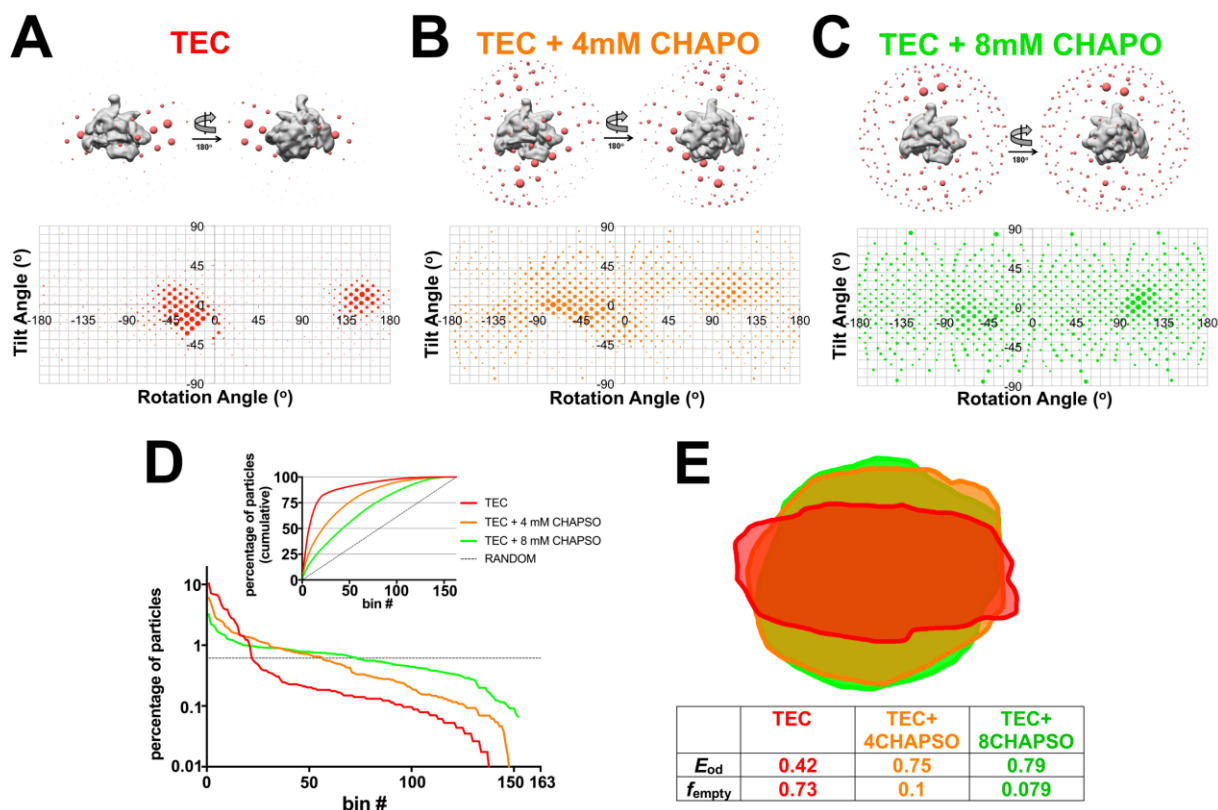 A
TEC
180°
B
TEC + 4mM CHAPO
180°
C
TEC + 8mM CHAPO
180°
Tilt Angle (°)
90
45
0
-45
-90
-180 -135 -90 -45 0 45 90 135 180
Rotation Angle (°)
Tilt Angle (°)
90
45
0
-45
-90
-180 -135 -90 -45 0 45 90 135 180
Rotation Angle (°)
Tilt Angle (°)
90
45
0
-45
-90
-180 -135 -90 -45 0 45 90 135 180
Rotation Angle (°)
D
percentage of particles
(cumulative)
100
75
50
25
0
0 50 100 150
bin #
TEC
TEC + 4 mM CHAPSO
TEC + 8 mM CHAPSO
RANDOM
percentage of particles
10
1
0.1
0.01
0 50 100 150 163
bin #
E
TEC TEC+ TEC+
4CHAPSO 8CHAPSO
Eod 0.42 0.75 0.79
fempty 0.73 0.1 0.079